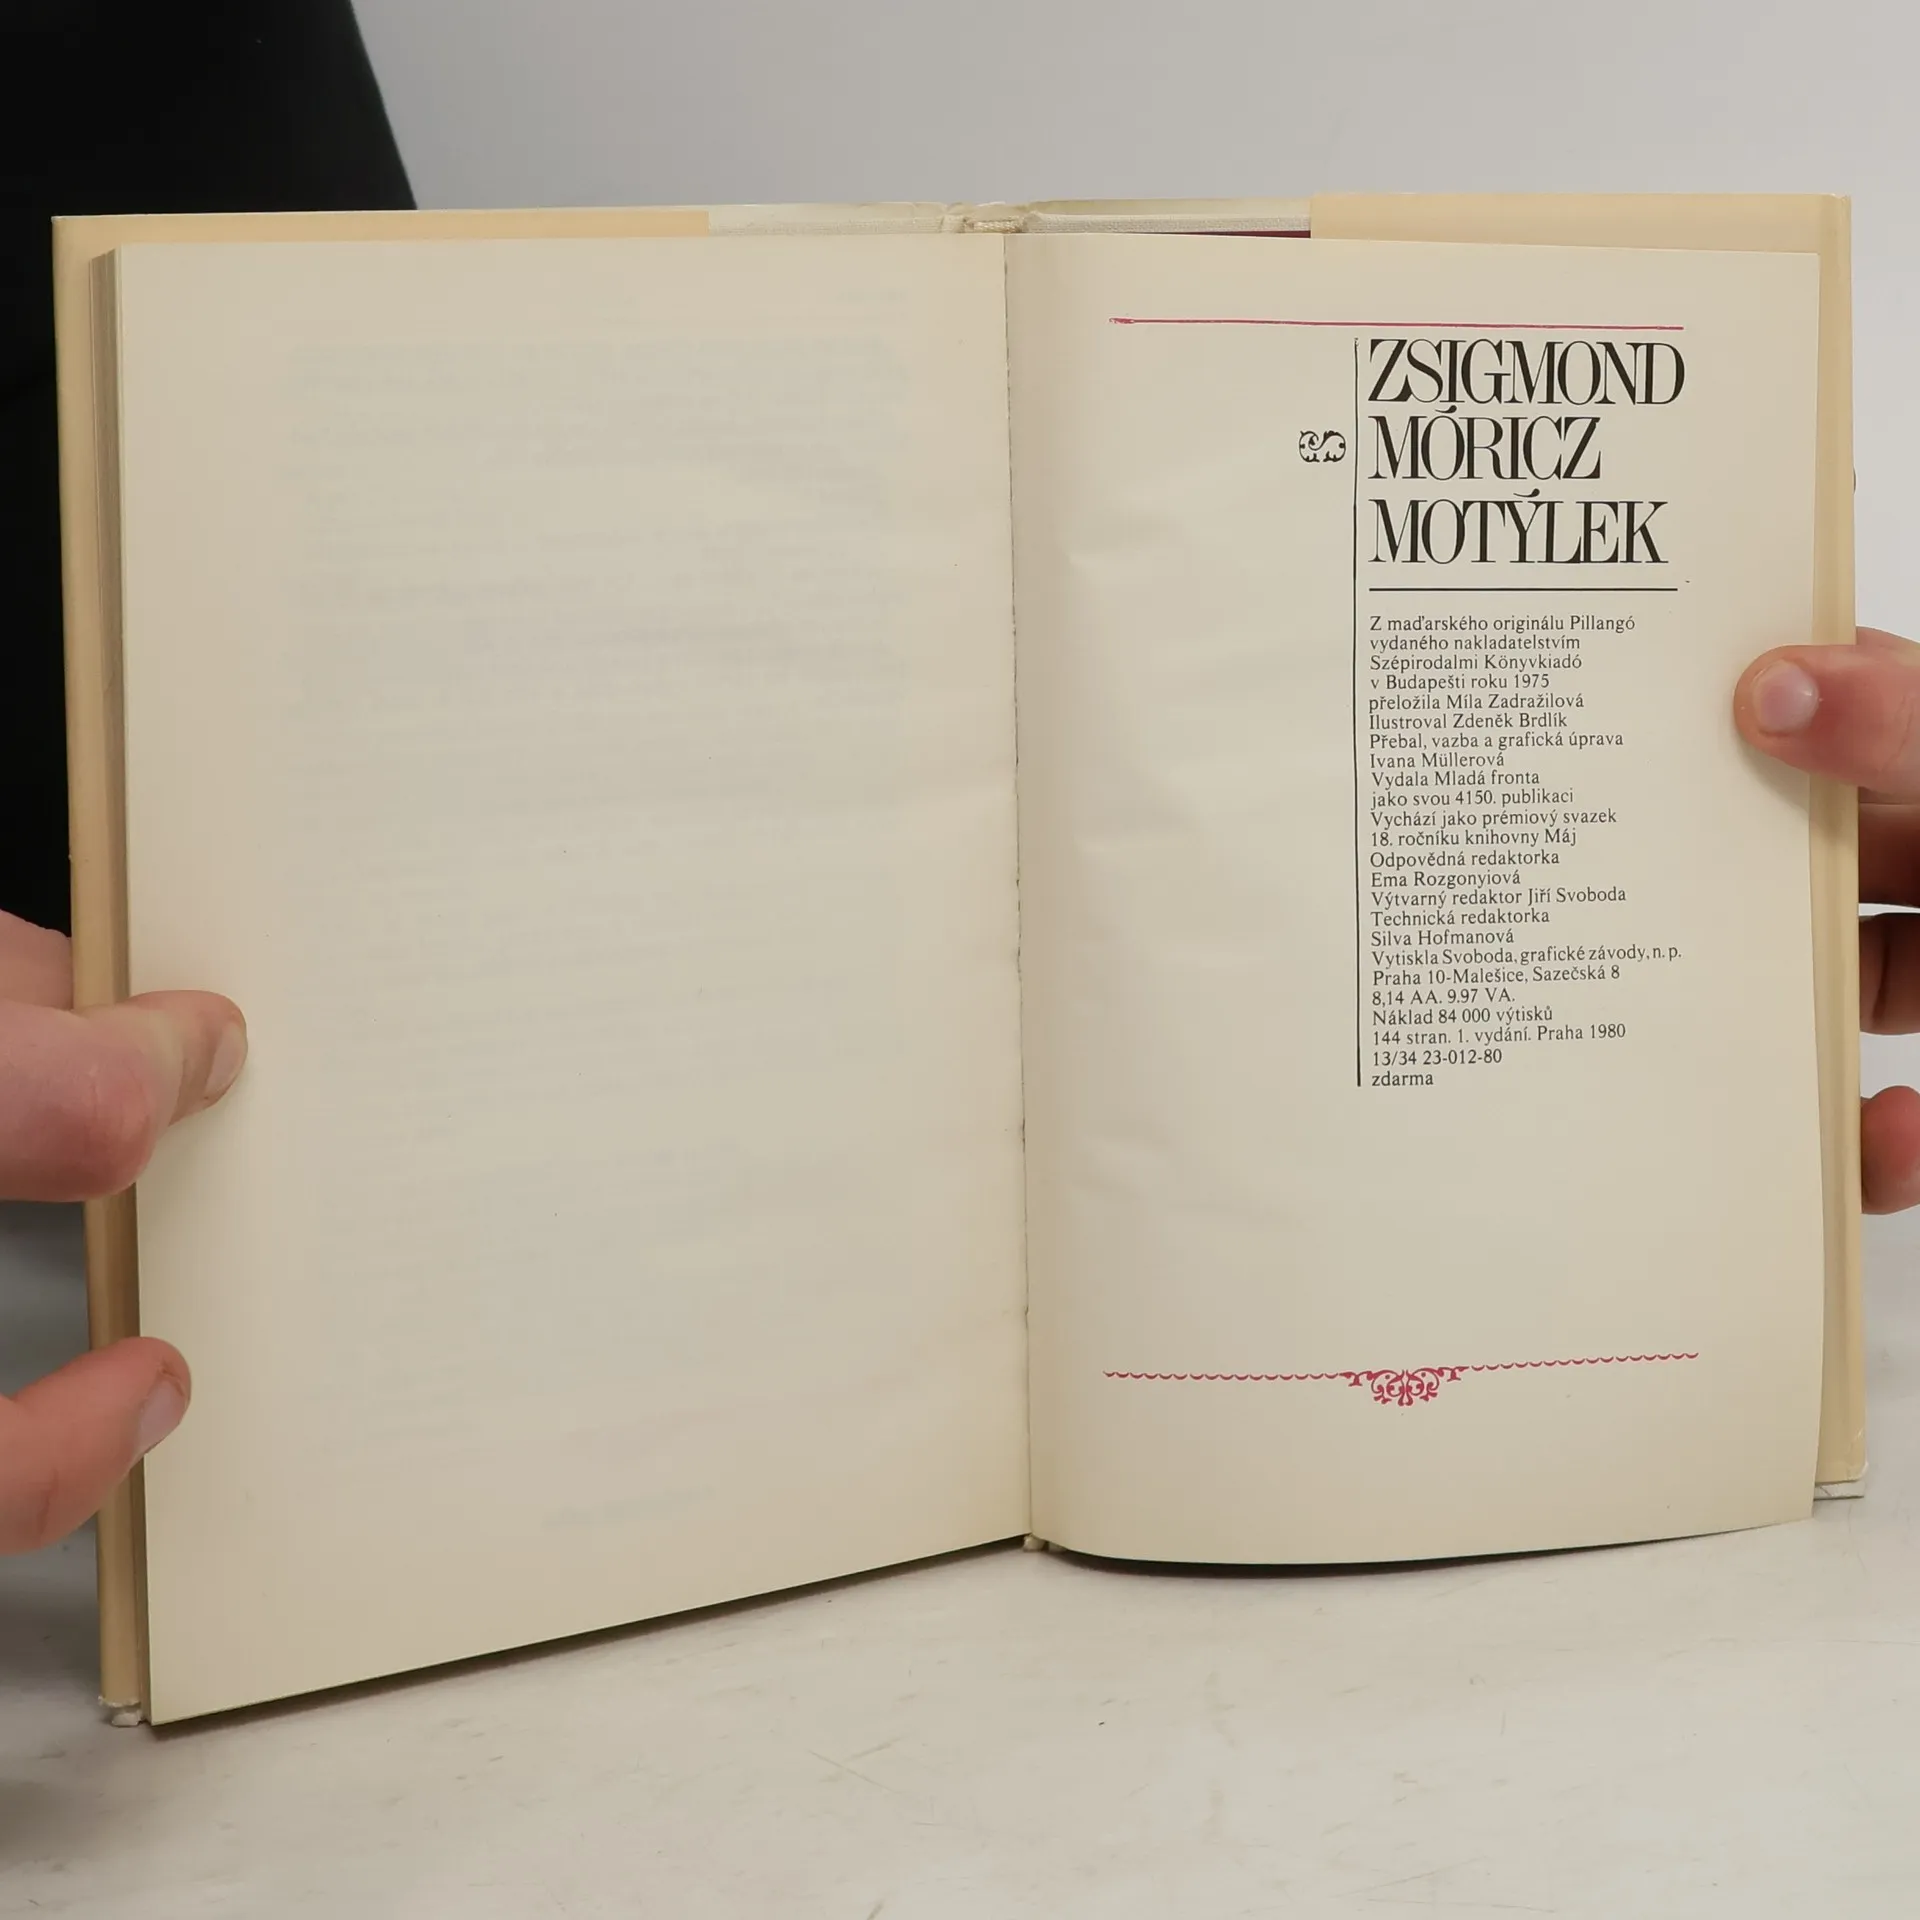 ZSIGMOND
MÓRICZ
MOTÝLEK
Z maďarského originálu Pillangó
vydaného nakladatelstvím
Szépirodalmi Könyvkiadó
v Budapešti roku 1975
přeložila Míla Zadražilová
Ilustroval Zdeněk Brdlík
Přebal, vazba a grafická úprava
Ivana Müllerová
Vydala Mladá fronta
jako svou 4150. publikaci
Vychází jako prémiový svazek
18. ročníku knihovny Máj
Odpovědná redaktorka
Ema Rozgonyiová
Výtvarný redaktor Jiří Svoboda
Technická redaktorka
Silva Hofmanová
Vytiskla Svoboda, grafické závody, n. p.
Praha 10-Malešice, Sazečská 8
8,14 AA. 9.97 VA.
Náklad 84 000 výtisků
144 stran. 1. vydání. Praha 1980
13/34 23-012-80
zdarma